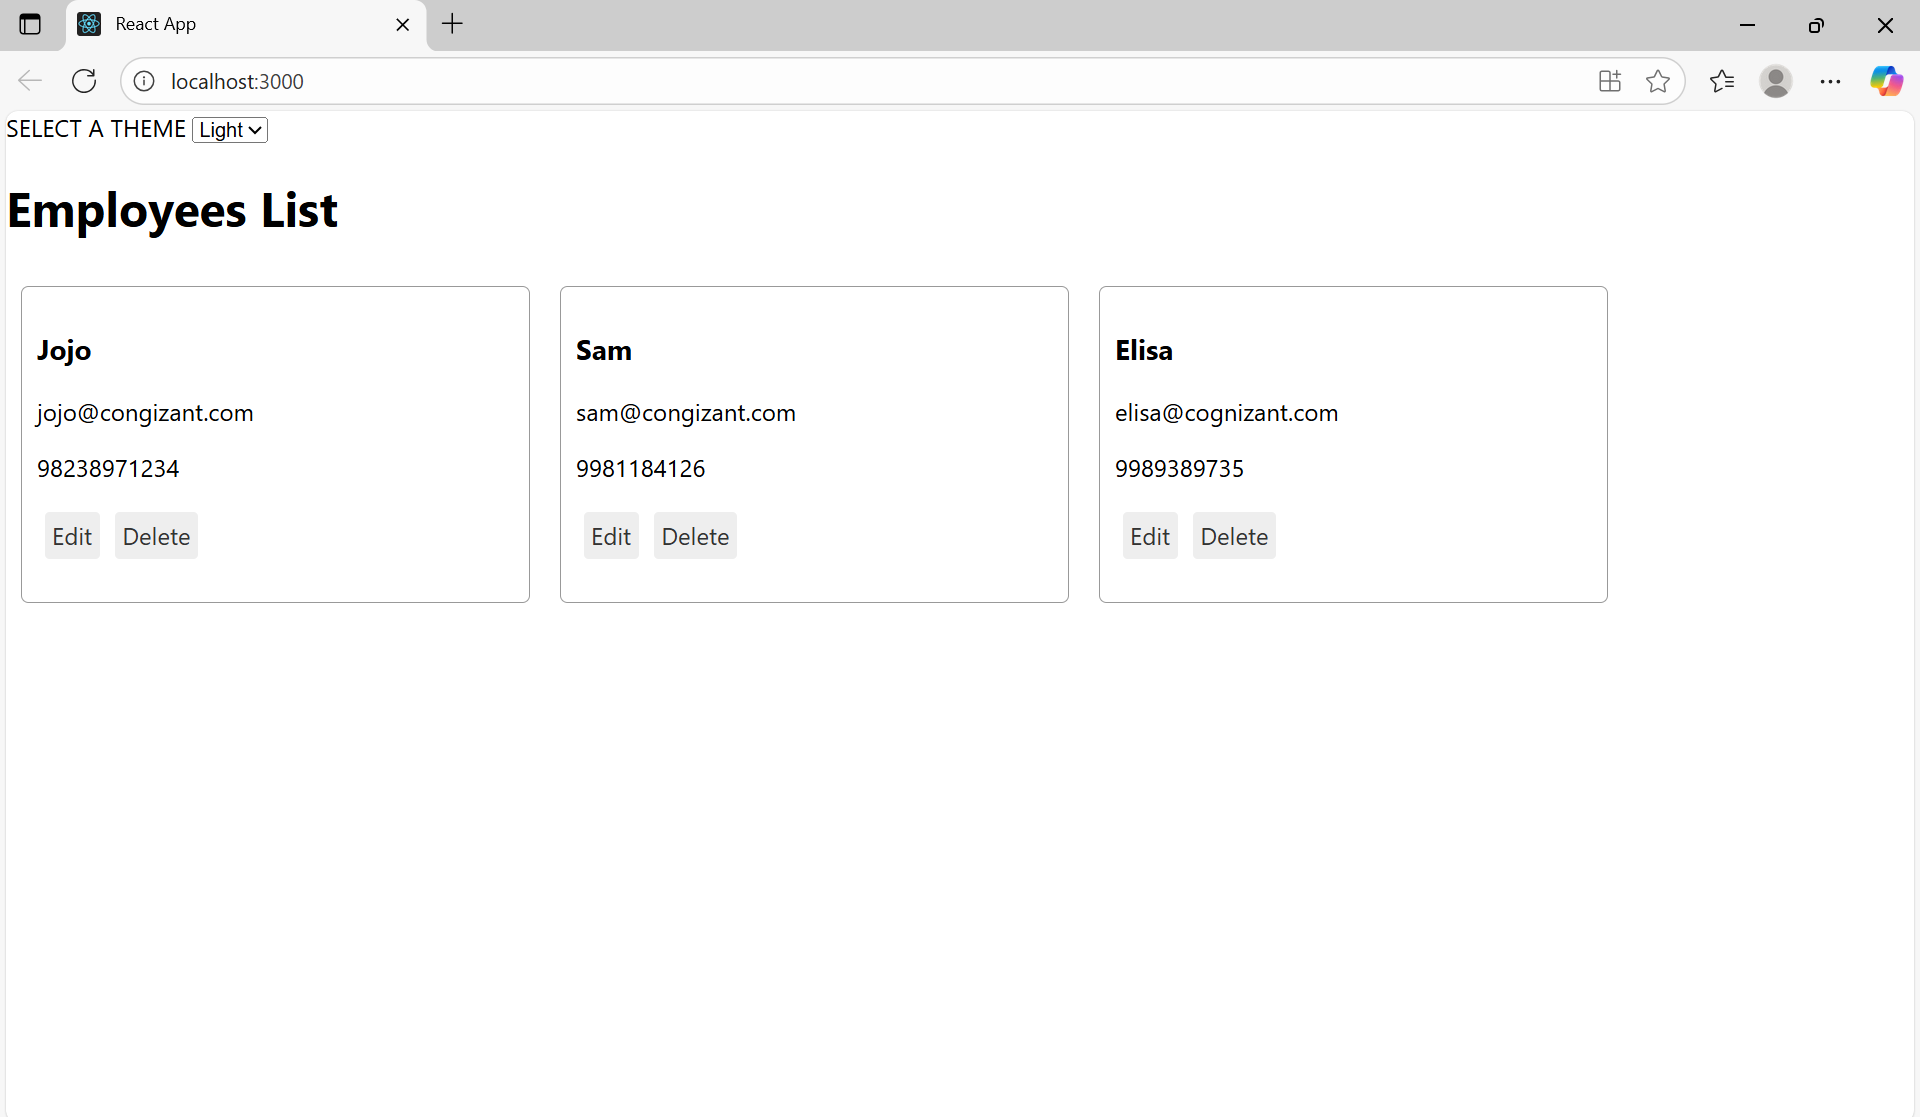 React App
localhost:3000
SELECT A THEME Light
Employees List
Jojo
jojo@congizant.com
98238971234
Edit Delete
Sam
sam@congizant.com
9981184126
Edit Delete
Elisa
elisa@cognizant.com
9989389735
Edit Delete